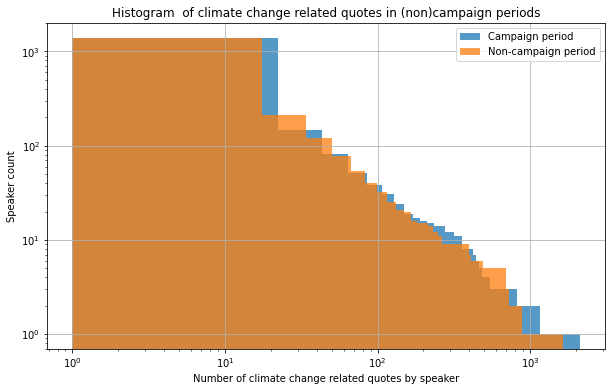 Histogram  of climate change related quotes in (non)campaign periods
Campaign period
Non-campaign period
Speaker count
10³
10²
10¹
10⁰
10⁰ 10¹ 10² 10³
Number of climate change related quotes by speaker